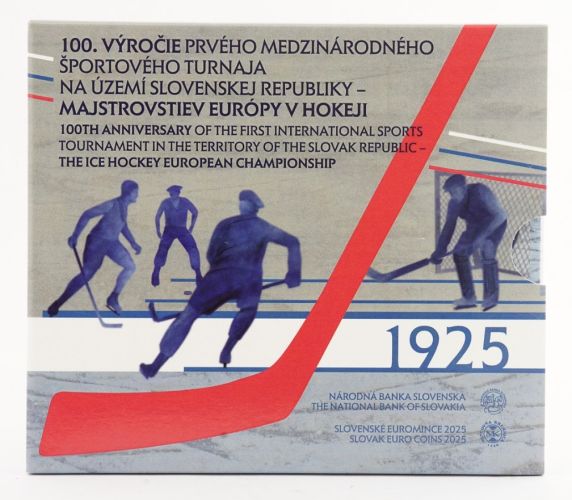 100. VÝROČIE PRVÉHO MEDZINÁRODNÉHO
ŠPORTOVÉHO TURNAJA
NA ÚZEMÍ SLOVENSKEJ REPUBLIKY –
MAJSTROVSTIEV EURÓPY V HOKEJI
100TH ANNIVERSARY OF THE FIRST INTERNATIONAL SPORTS
TOURNAMENT IN THE TERRITORY OF THE SLOVAK REPUBLIC –
THE ICE HOCKEY EUROPEAN CHAMPIONSHIP
1925
NÁRODNÁ BANKA SLOVENSKA
THE NATIONAL BANK OF SLOVAKIA
SLOVENSKÉ EUROMINCE 2025
SLOVAK EURO COINS 2025